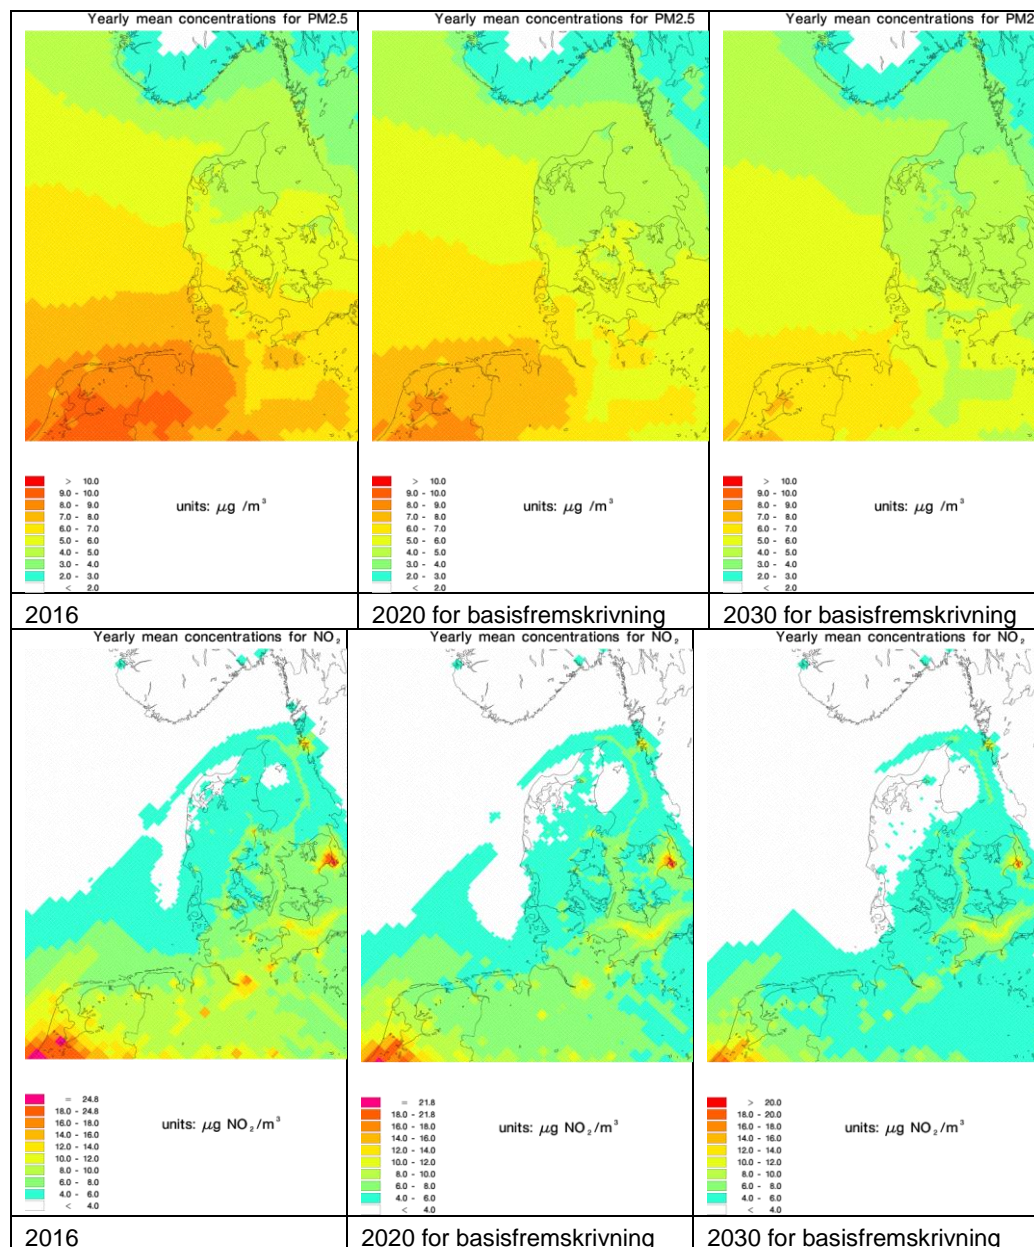 Yearly mean concentrations for PM2.5
Yearly mean concentrations for PM2.5
Yearly mean concentrations for PM2
> 10.0
9.0 - 10.0
8.0 - 9.0
7.0 - 8.0
6.0 - 7.0
5.0 - 6.0
4.0 - 5.0
3.0 - 4.0
2.0 - 3.0
< 2.0
units: μg /m³
> 10.0
9.0 - 10.0
8.0 - 9.0
7.0 - 8.0
6.0 - 7.0
5.0 - 6.0
4.0 - 5.0
3.0 - 4.0
2.0 - 3.0
< 2.0
units: μg /m³
> 10.0
9.0 - 10.0
8.0 - 9.0
7.0 - 8.0
6.0 - 7.0
5.0 - 6.0
4.0 - 5.0
3.0 - 4.0
2.0 - 3.0
< 2.0
units: μg /m³
2016
2020 for basisfremskrivning
2030 for basisfremskrivning
Yearly mean concentrations for NO₂
Yearly mean concentrations for NO₂
Yearly mean concentrations for NO₂
= 24.8
18.0 - 24.8
16.0 - 18.0
14.0 - 16.0
12.0 - 14.0
10.0 - 12.0
8.0 - 10.0
6.0 - 8.0
4.0 - 6.0
< 4.0
units: μg NO₂/m³
= 21.8
18.0 - 21.8
16.0 - 18.0
14.0 - 16.0
12.0 - 14.0
10.0 - 12.0
8.0 - 10.0
6.0 - 8.0
4.0 - 6.0
< 4.0
units: μg NO₂/m³
> 20.0
18.0 - 20.0
16.0 - 18.0
14.0 - 16.0
12.0 - 14.0
10.0 - 12.0
8.0 - 10.0
6.0 - 8.0
4.0 - 6.0
< 4.0
units: μg NO₂/m³
2016
2020 for basisfremskrivning
2030 for basisfremskrivning